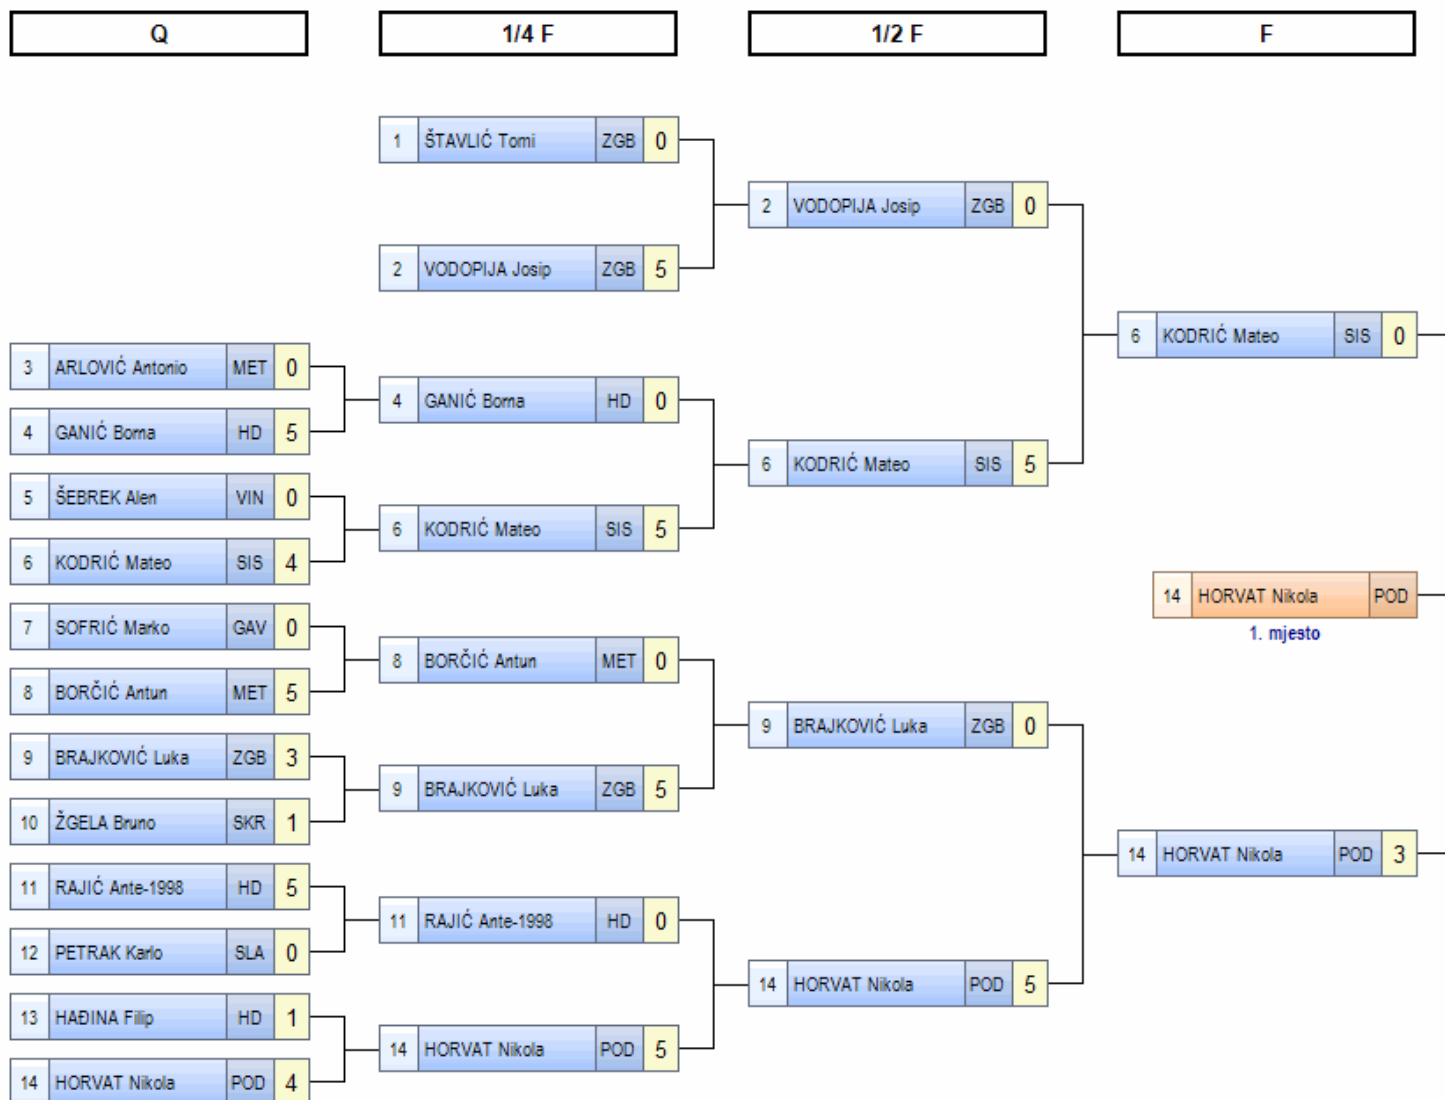 Q 1/4 F 1/2 F F
1 ŠTAVLIĆ Tomi ZGB 0
2 VODOPIJA Josip ZGB 0
2 VODOPIJA Josip ZGB 5
6 KODRIĆ Mateo SIS 0
3 ARLOVIĆ Antonio MET 0
4 GANIĆ Borna HD 0
4 GANIĆ Borna HD 5
6 KODRIĆ Mateo SIS 5
5 ŠEBREK Alen VIN 0
6 KODRIĆ Mateo SIS 5
6 KODRIĆ Mateo SIS 4
14 HORVAT Nikola POD
1. mjesto
7 SOFRIĆ Marko GAV 0
8 BORČIĆ Antun MET 0
8 BORČIĆ Antun MET 5
9 BRAJKOVIĆ Luka ZGB 0
9 BRAJKOVIĆ Luka ZGB 3
9 BRAJKOVIĆ Luka ZGB 5
10 ŽGELA Bruno SKR 1
14 HORVAT Nikola POD 3
11 RAJIĆ Ante-1998 HD 5
11 RAJIĆ Ante-1998 HD 0
12 PETRAK Karlo SLA 0
14 HORVAT Nikola POD 5
13 HAĐINA Filip HD 1
14 HORVAT Nikola POD 5
14 HORVAT Nikola POD 4